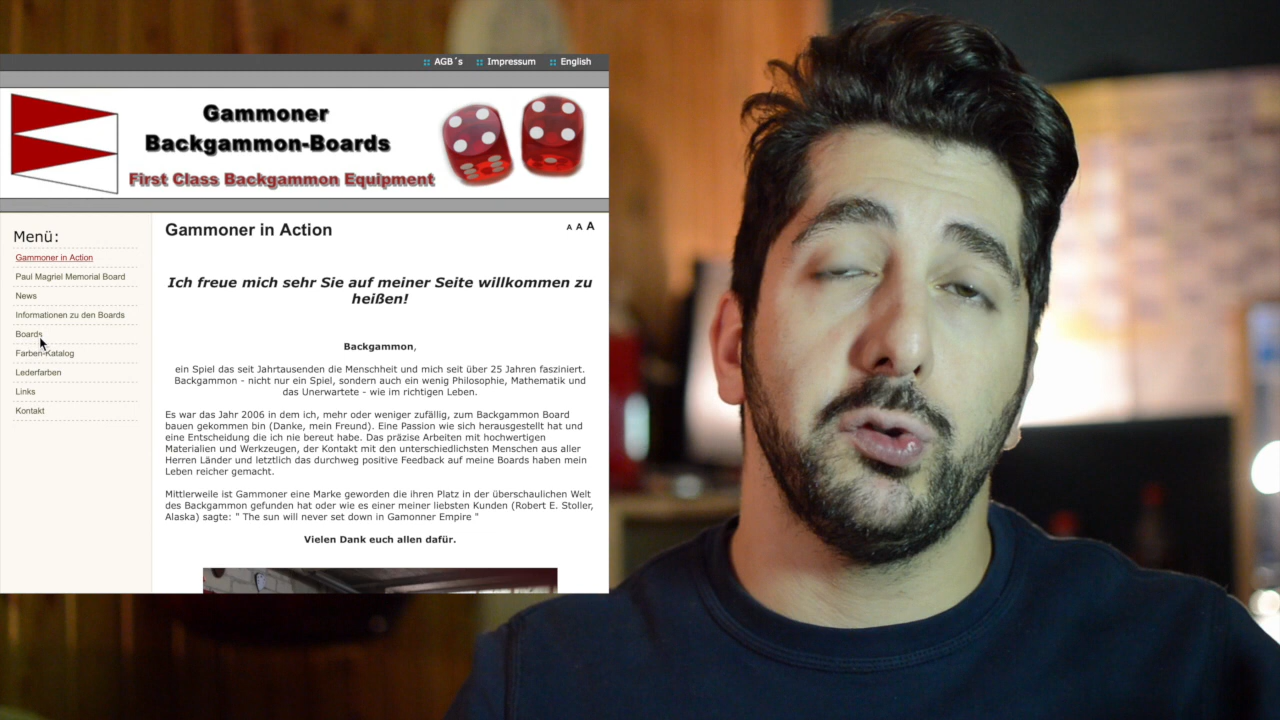 AGB´s
Impressum
English
Gammoner
Backgammon-Boards
First Class Backgammon Equipment
Menü:
Gammoner in Action
Paul Magriel Memorial Board
News
Informationen zu den Boards
Boards
Farben-Katalog
Lederfarben
Links
Kontakt
Gammoner in Action
A A A
Ich freue mich sehr Sie auf meiner Seite willkommen zu
heißen!
Backgammon,
ein Spiel das seit Jahrtausenden die Menschheit und mich seit über 25 Jahren fasziniert.
Backgammon - nicht nur ein Spiel, sondern auch ein wenig Philosophie, Mathematik und
das Unerwartete - wie im richtigen Leben.
Es war das Jahr 2006 in dem ich, mehr oder weniger zufällig, zum Backgammon Board
bauen gekommen bin (Danke, mein Freund). Eine Passion wie sich herausgestellt hat und
eine Entscheidung die ich nie bereut habe. Das präzise Arbeiten mit hochwertigen
Materialien und Werkzeugen, der Kontakt mit den unterschiedlichsten Menschen aus aller
Herren Länder und letztlich das durchweg positive Feedback auf meine Boards haben mein
Leben reicher gemacht.
Mittlerweile ist Gammoner eine Marke geworden die ihren Platz in der überschaulichen Welt
des Backgammon gefunden hat oder wie es einer meiner liebsten Kunden (Robert E. Stoller,
Alaska) sagte: " The sun will never set down in Gamonner Empire "
Vielen Dank euch allen dafür.